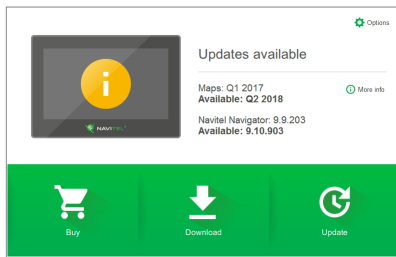 Options
Updates available
Maps: Q1 2017
Available: Q2 2018
More info
Navitel Navigator: 9.9.203
Available: 9.10.903
NAVITEL
Buy
Download
Update